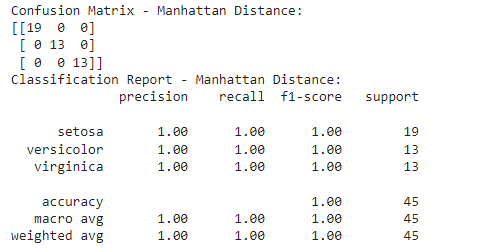 Confusion Matrix - Manhattan Distance:
[[19  0  0]
 [ 0 13  0]
 [ 0  0 13]]
Classification Report - Manhattan Distance:
              precision    recall  f1-score   support

      setosa       1.00      1.00      1.00        19
  versicolor       1.00      1.00      1.00        13
   virginica       1.00      1.00      1.00        13

    accuracy                           1.00        45
   macro avg       1.00      1.00      1.00        45
weighted avg       1.00      1.00      1.00        45